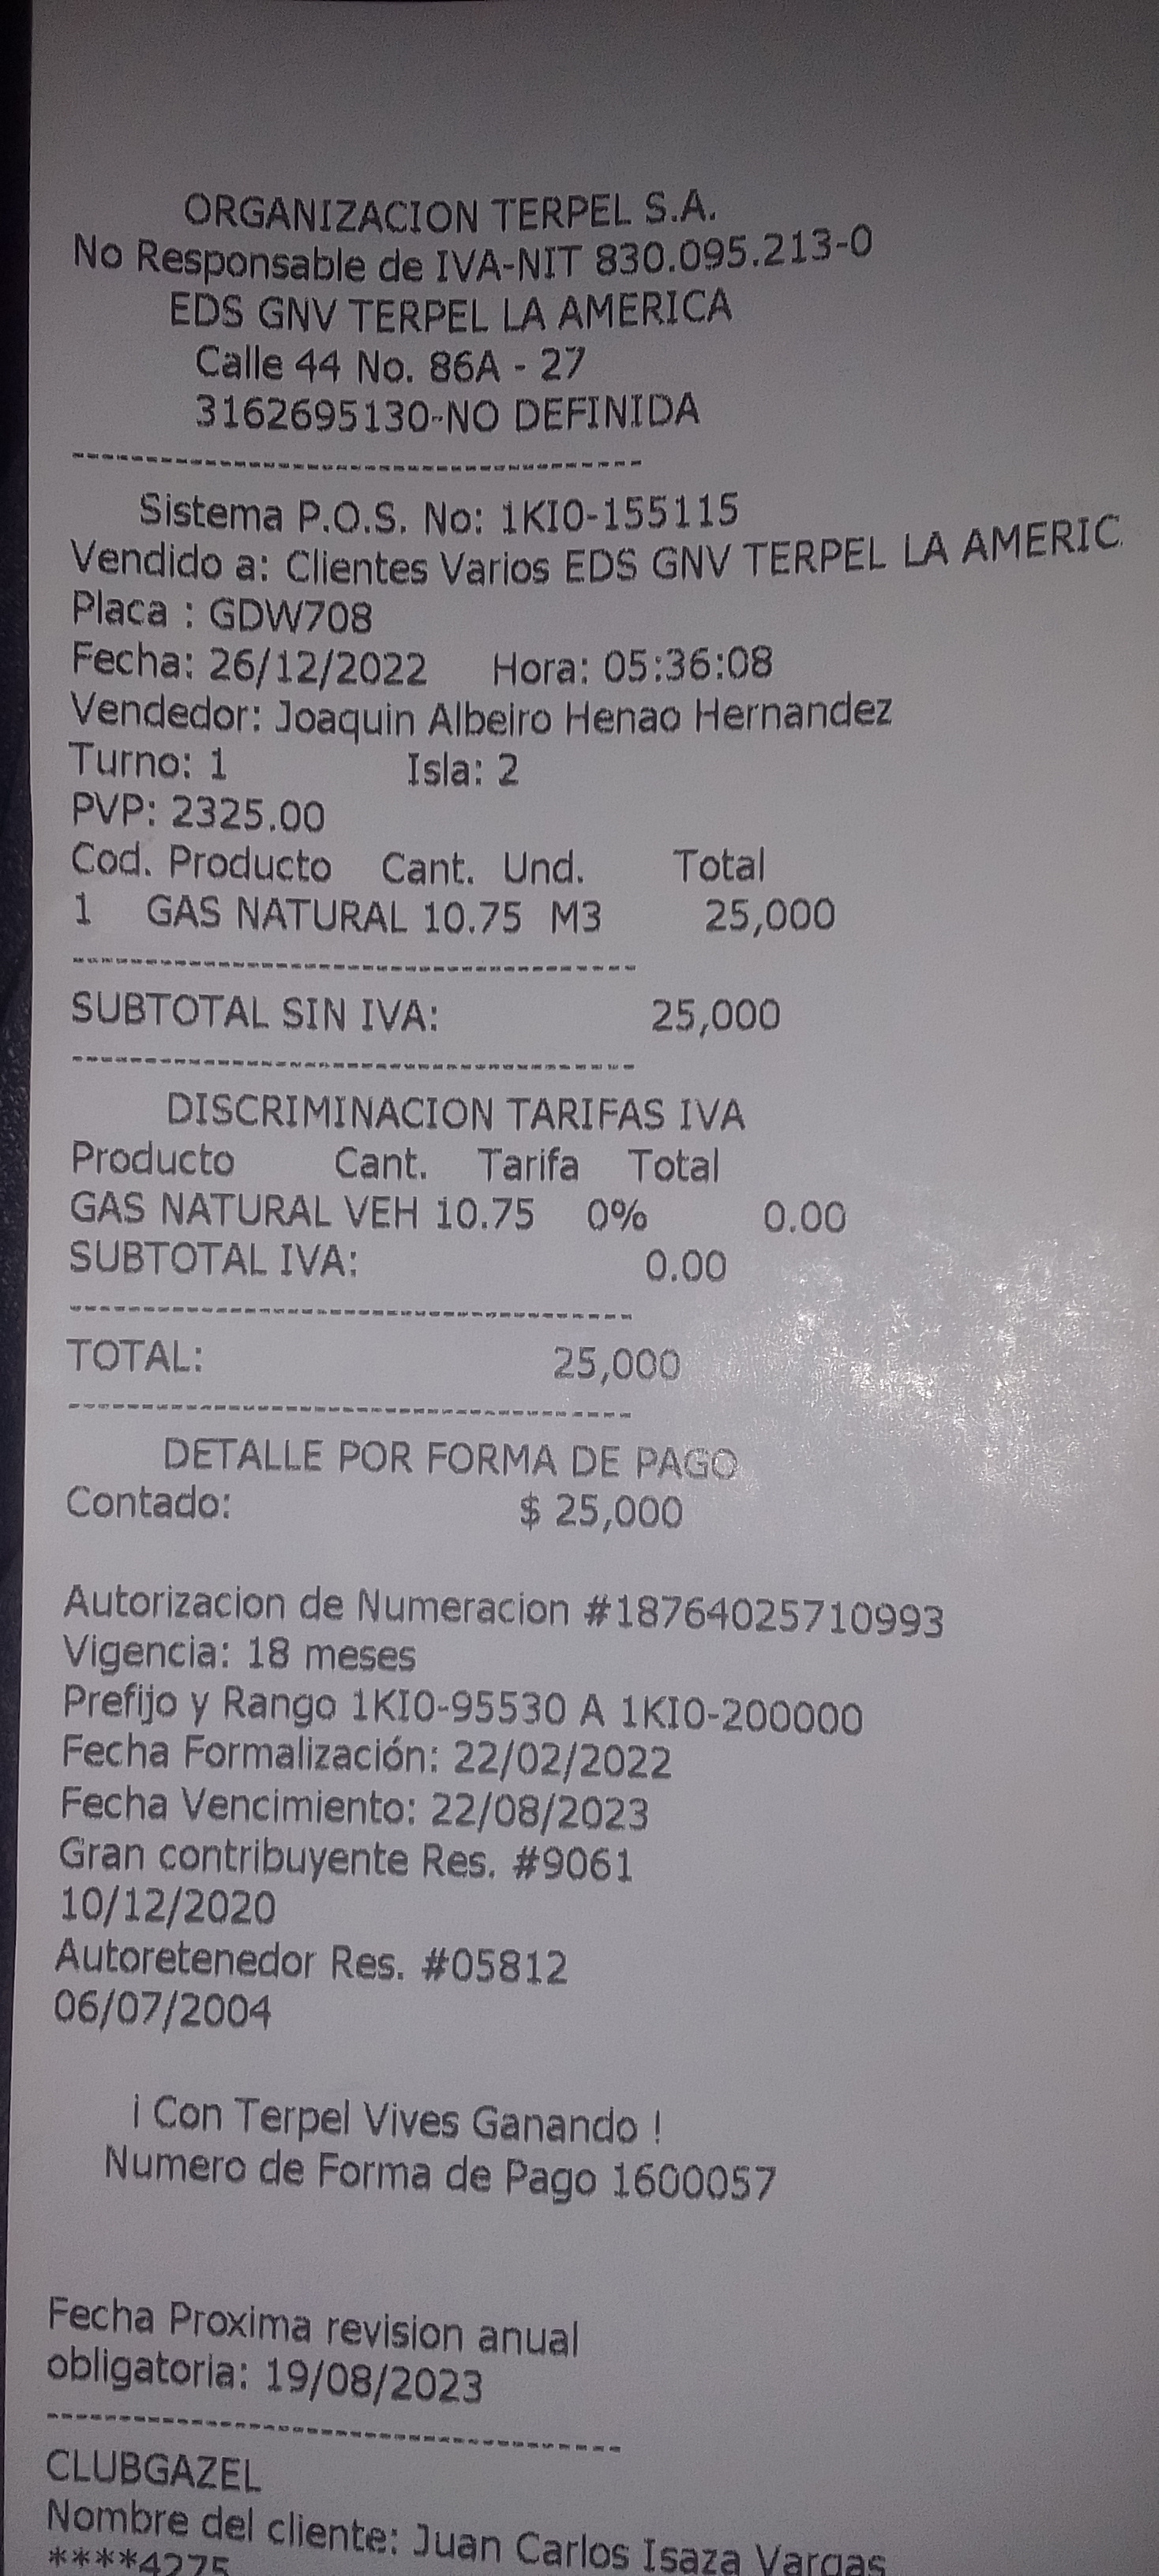 ORGANIZACION TERPEL S.A.
No Responsable de IVA-NIT 830.095.213-0
EDS GNV TERPEL LA AMERICA
Calle 44 No. 86A - 27
3162695130-NO DEFINIDA
Sistema P.O.S. No: 1KI0-155115
Vendido a: Clientes Varios EDS GNV TERPEL LA AMERIC
Placa : GDW708
Fecha: 26/12/2022 Hora: 05:36:08
Vendedor: Joaquin Albeiro Henao Hernandez
Turno: 1 Isla: 2
PVP: 2325.00
Cod. Producto Cant. Und. Total
1 GAS NATURAL 10.75 M3 25,000
SUBTOTAL SIN IVA: 25,000
DISCRIMINACION TARIFAS IVA
Producto Cant. Tarifa Total
GAS NATURAL VEH 10.75 0% 0.00
SUBTOTAL IVA: 0.00
TOTAL: 25,000
DETALLE POR FORMA DE PAGO
Contado: $ 25,000
Autorizacion de Numeracion #18764025710993
Vigencia: 18 meses
Prefijo y Rango 1KI0-95530 A 1KI0-200000
Fecha Formalización: 22/02/2022
Fecha Vencimiento: 22/08/2023
Gran contribuyente Res. #9061
10/12/2020
Autoretenedor Res. #05812
06/07/2004
¡ Con Terpel Vives Ganando !
Numero de Forma de Pago 1600057
Fecha Proxima revision anual
obligatoria: 19/08/2023
CLUBGAZEL
Nombre del cliente: Juan Carlos Isaza Vargas
****4275